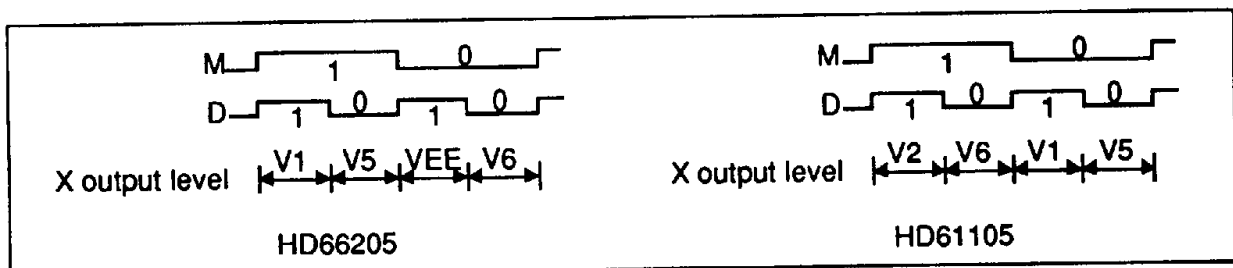 M 1 0
D 1 0 1 0
X output level V1 V5 VEE V6
HD66205
M 1 0
D 1 0 1 0
X output level V2 V6 V1 V5
HD61105